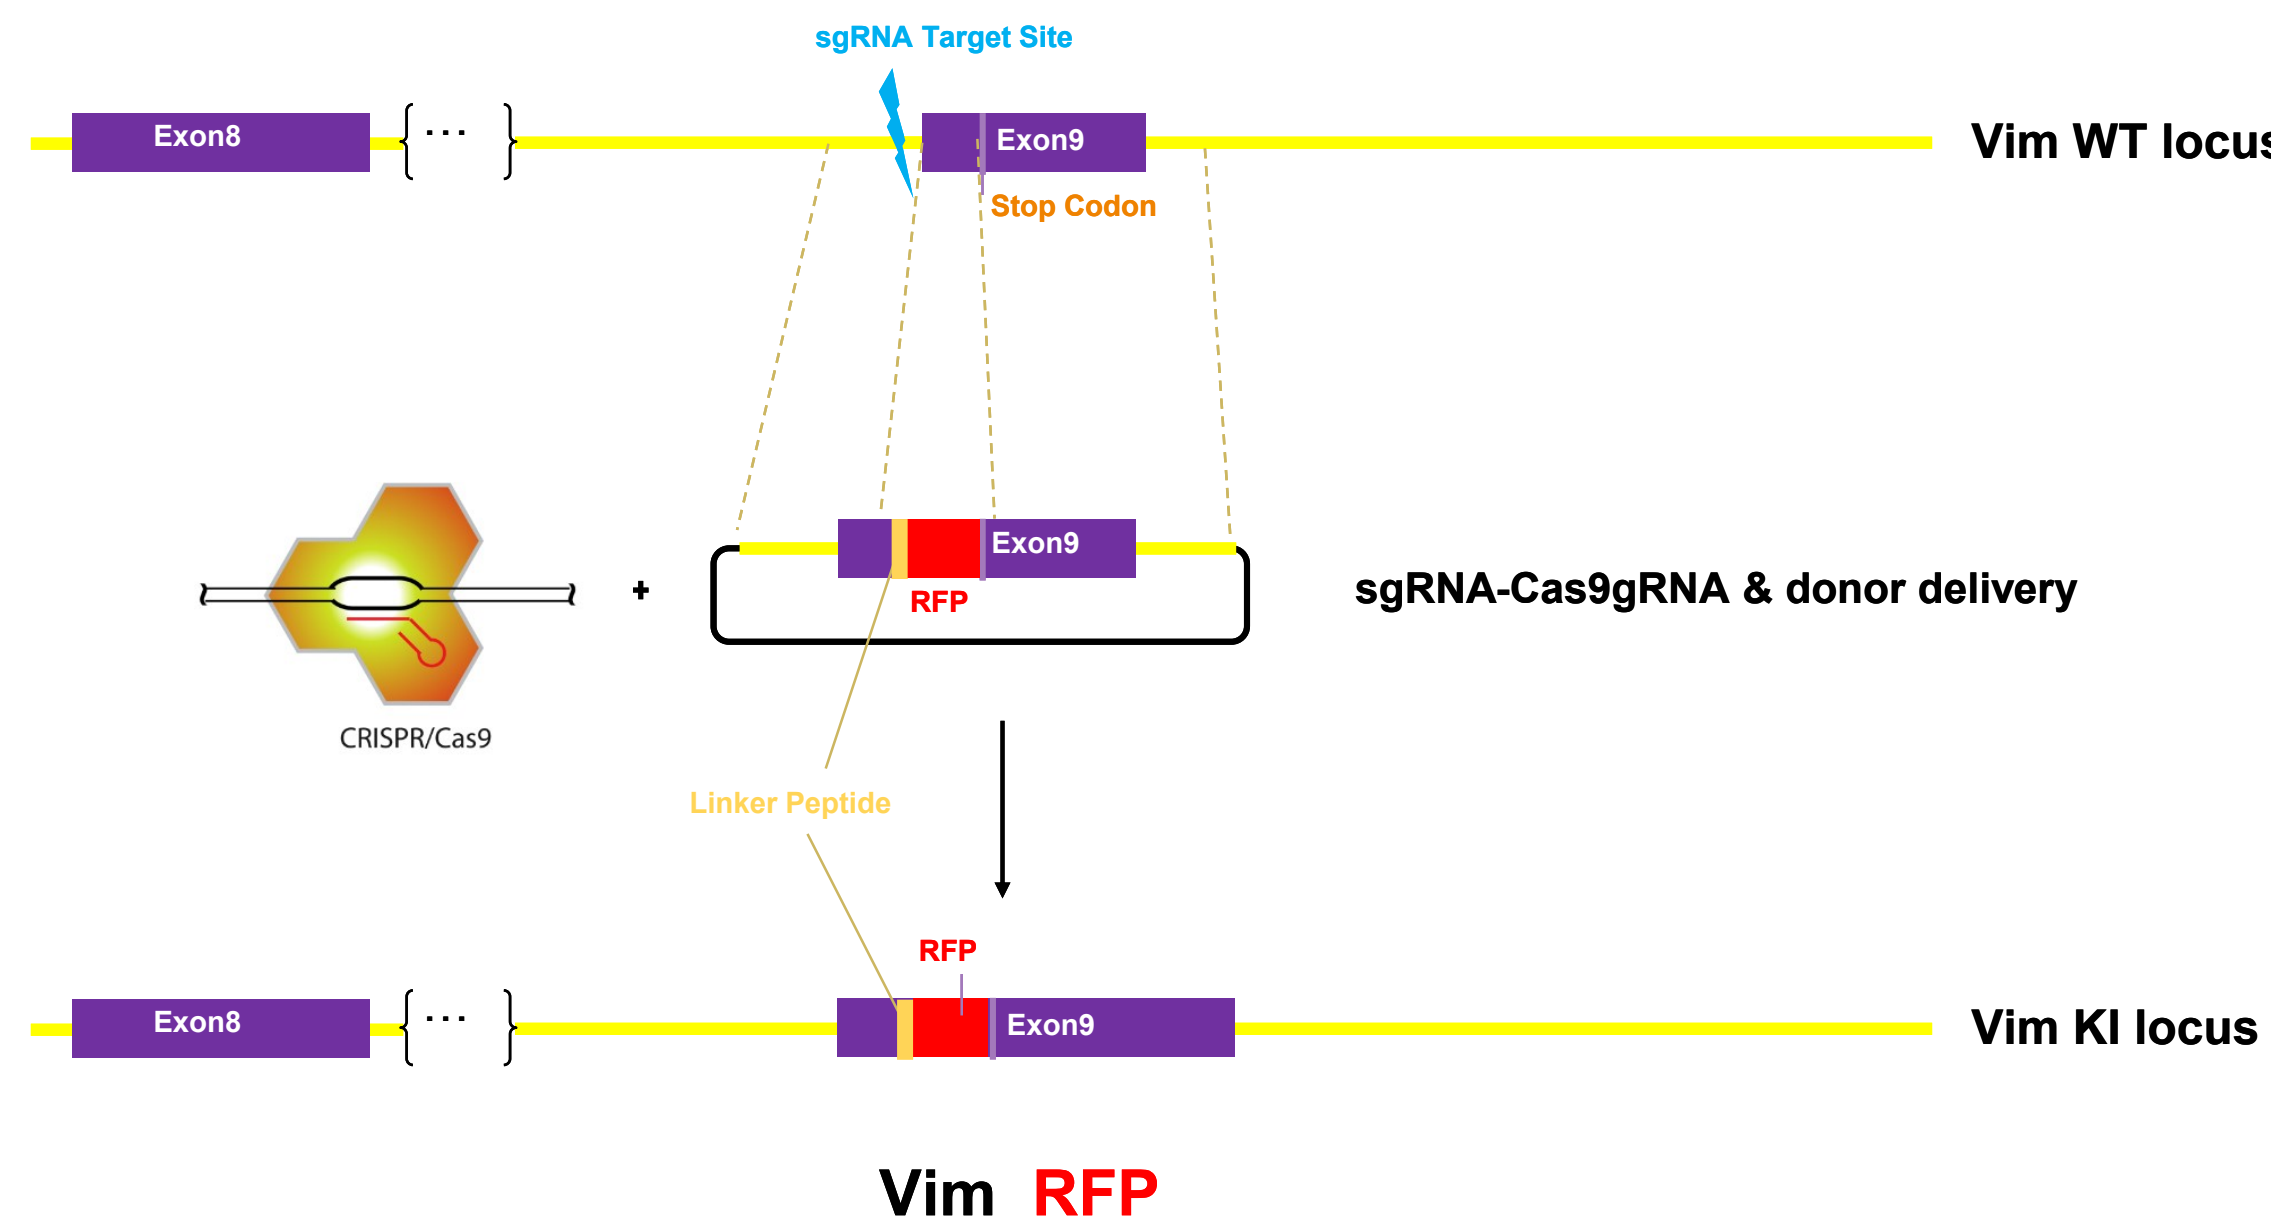 sgRNA Target Site
Exon8
...
Exon9
Vim WT locus
Stop Codon
Exon9
RFP
+
sgRNA-Cas9gRNA & donor delivery
CRISPR/Cas9
Linker Peptide
RFP
Exon8
...
Exon9
Vim KI locus
Vim RFP